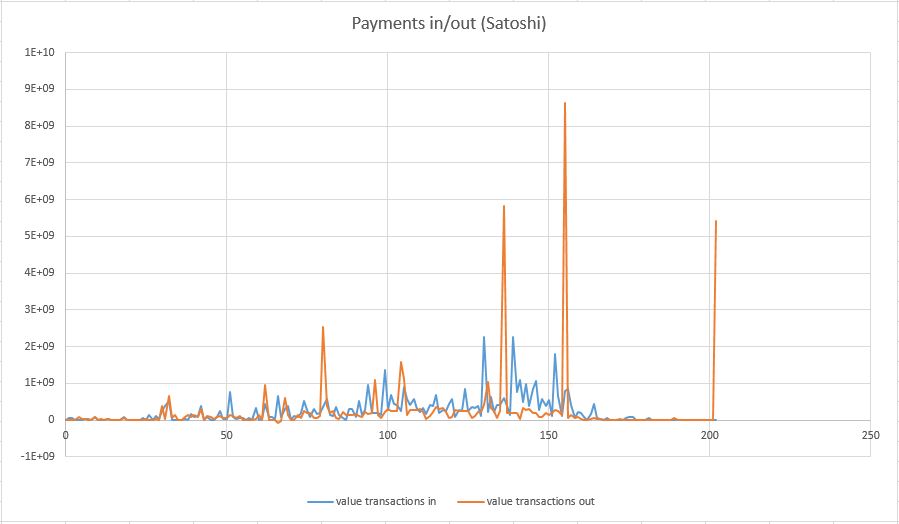 Payments in/out (Satoshi)
1E+10
9E+09
8E+09
7E+09
6E+09
5E+09
4E+09
3E+09
2E+09
1E+09
0
-1E+09
0 50 100 150 200 250
value transactions in value transactions out